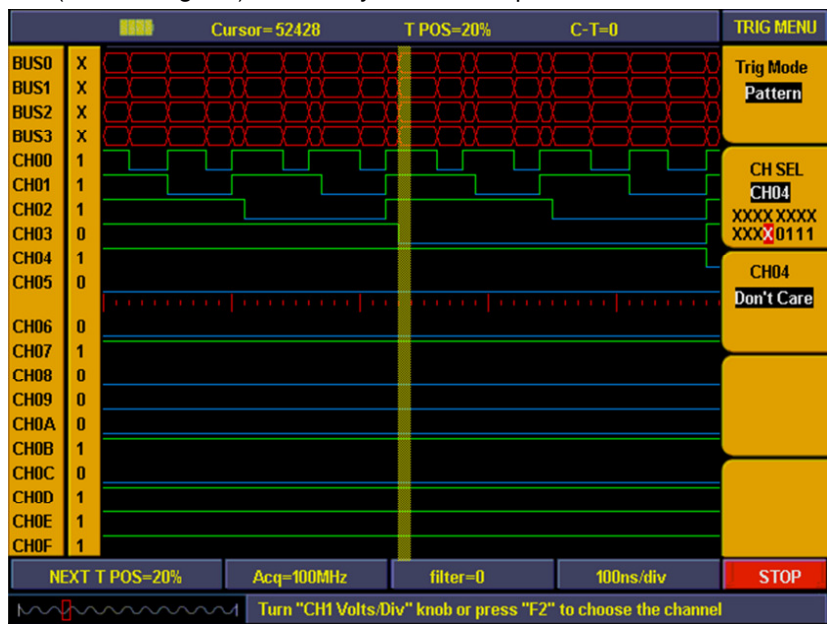 Cursor=52428 T POS=20% C-T=0 TRIG MENU
BUS0 X
BUS1 X
BUS2 X
BUS3 X
CH00 1
CH01 1
CH02 1
CH03 0
CH04 1
CH05 0
CH06 0
CH07 1
CH08 0
CH09 0
CH0A 0
CH0B 1
CH0C 0
CH0D 1
CH0E 1
CH0F 1
Trig Mode
Pattern
CH SEL
CH04
XXXX XXXX
XXXX 0111
CH04
Don't Care
NEXT T POS=20% Acq=100MHz filter=0 100ns/div STOP
Turn "CH1 Volts/Div" knob or press "F2" to choose the channel